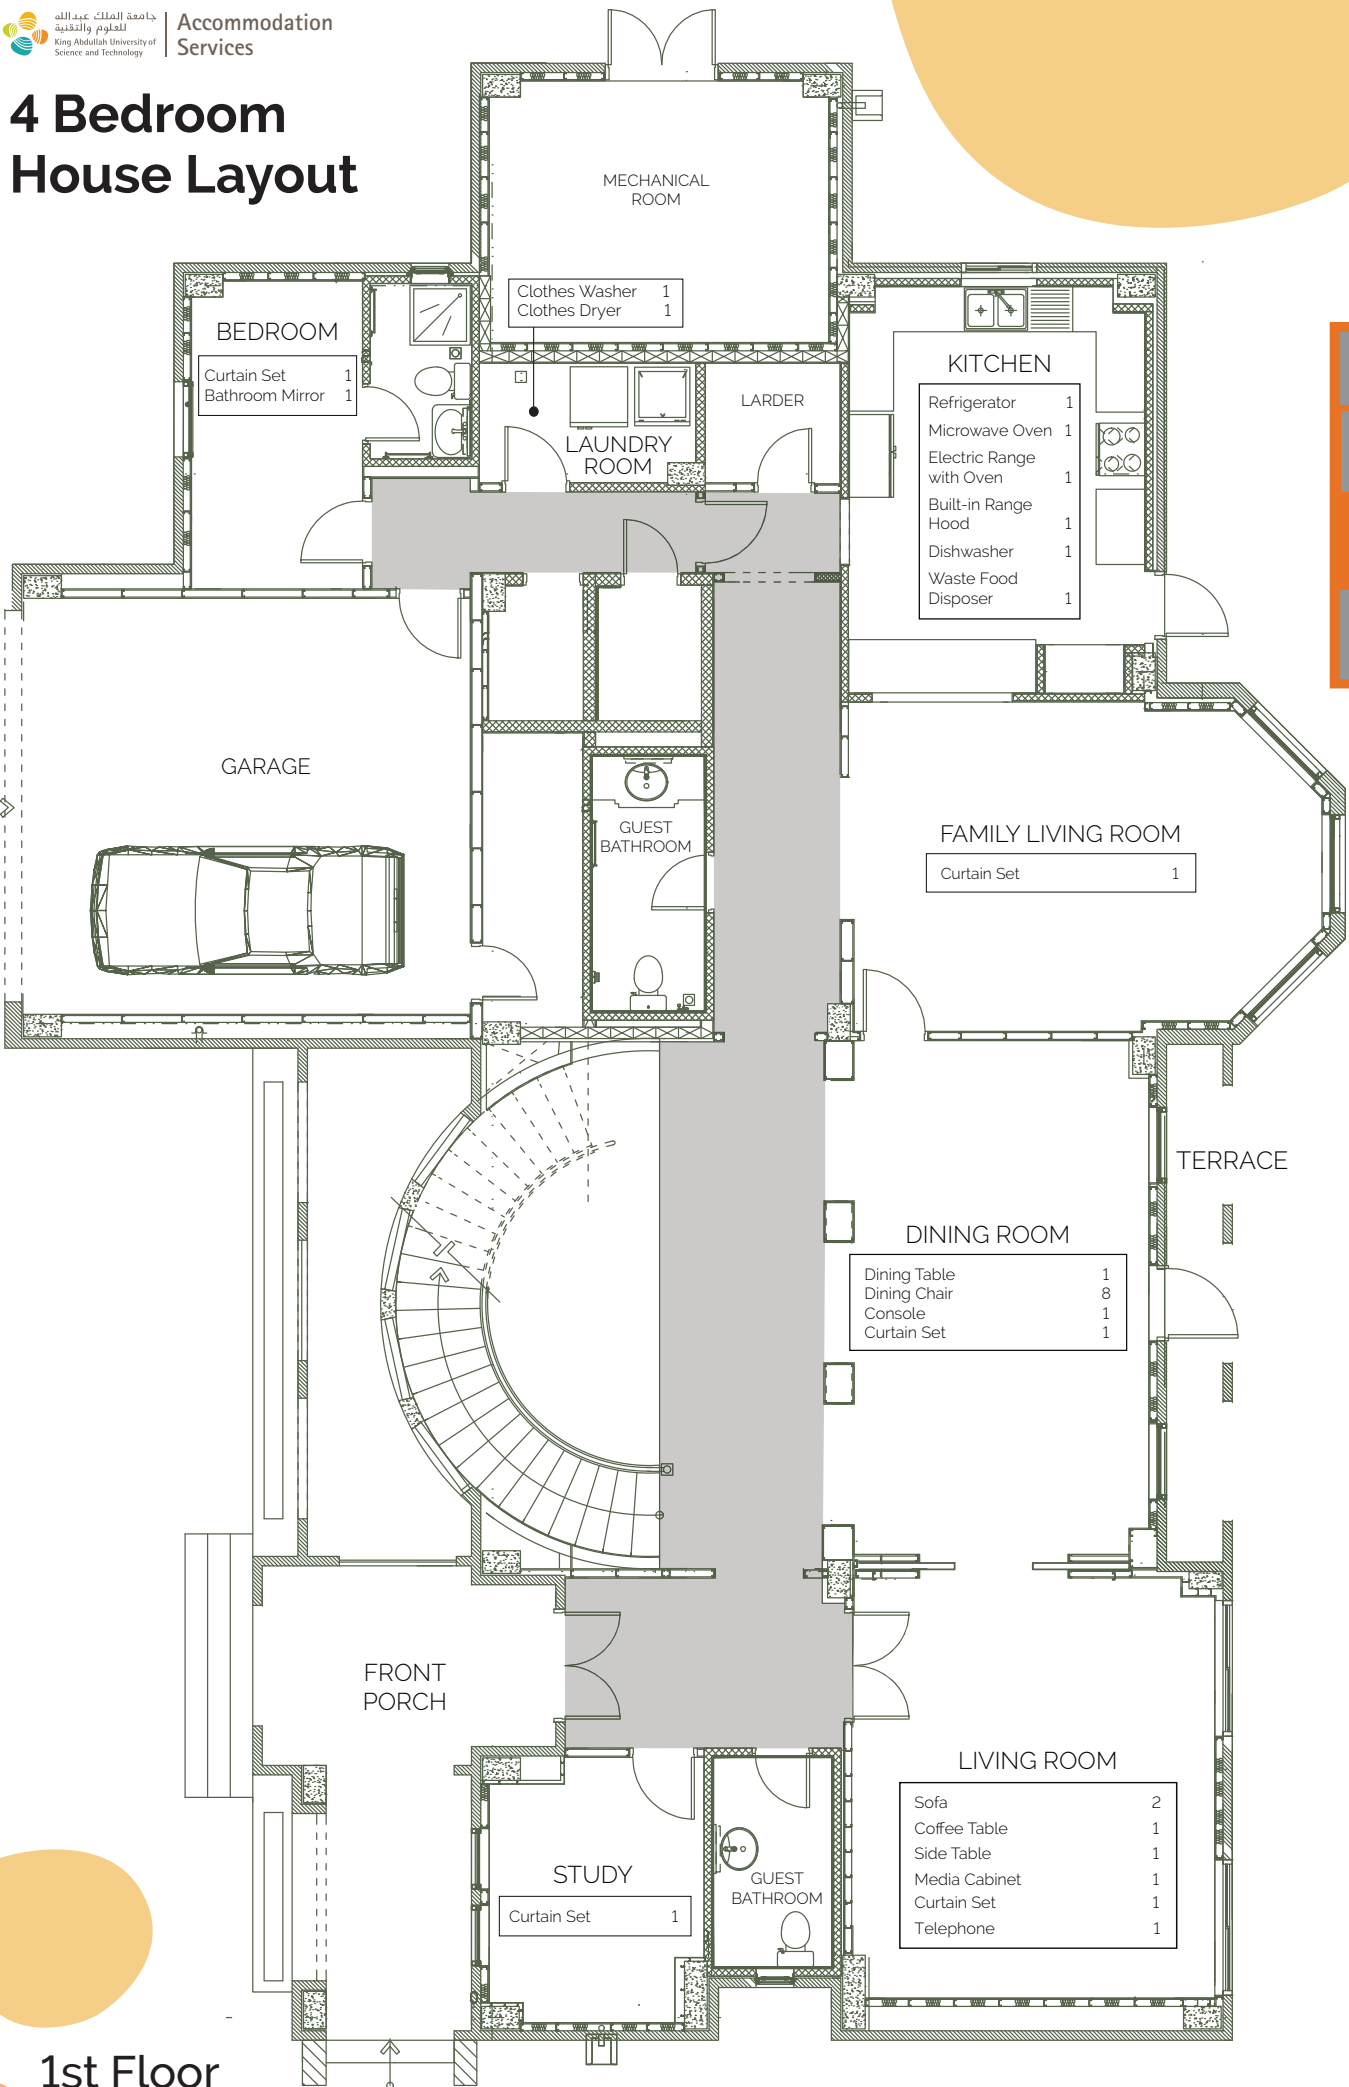 جامعة الملك عبدالله
للعلوم والتقنية
King Abdullah University of
Science and Technology
Accommodation
Services
4 Bedroom
House Layout
MECHANICAL
ROOM
Clothes Washer 1
Clothes Dryer 1
BEDROOM
Curtain Set 1
Bathroom Mirror 1
LAUNDRY
ROOM
LARDER
KITCHEN
Refrigerator 1
Microwave Oven 1
Electric Range
with Oven 1
Built-in Range
Hood 1
Dishwasher 1
Waste Food
Disposer 1
GARAGE
GUEST
BATHROOM
FAMILY LIVING ROOM
Curtain Set 1
TERRACE
DINING ROOM
Dining Table 1
Dining Chair 8
Console 1
Curtain Set 1
FRONT
PORCH
LIVING ROOM
Sofa 2
Coffee Table 1
Side Table 1
Media Cabinet 1
Curtain Set 1
Telephone 1
STUDY
Curtain Set 1
GUEST
BATHROOM
1st Floor